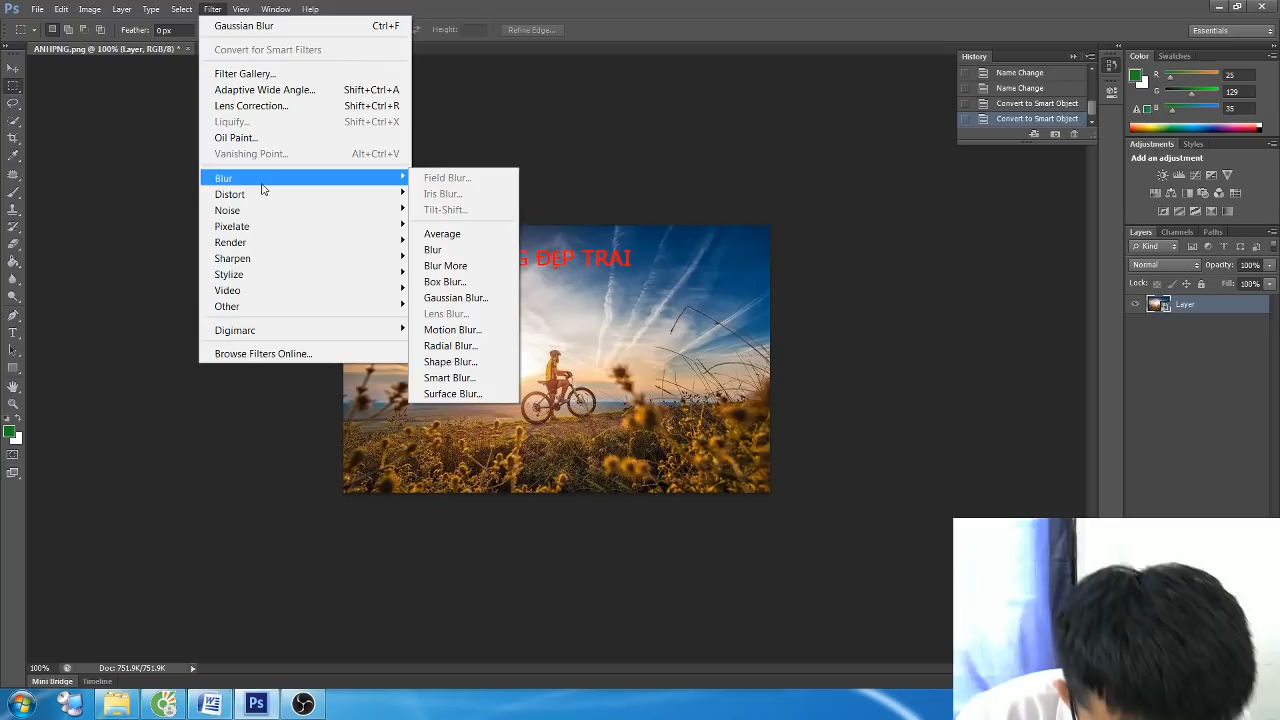 Ps File Edit Image Layer Type Select Filter View Window Help
Feather: 0 px Height: Refine Edge... Essentials
ANHPNG.png @ 100% (Layer, RGB/8) *
Gaussian Blur Ctrl+F
Convert for Smart Filters
Filter Gallery...
Adaptive Wide Angle... Shift+Ctrl+A
Lens Correction... Shift+Ctrl+R
Liquify... Shift+Ctrl+X
Oil Paint...
Vanishing Point... Alt+Ctrl+V
Blur
Distort
Noise
Pixelate
Render
Sharpen
Stylize
Video
Other
Digimarc
Browse Filters Online...
Field Blur...
Iris Blur...
Tilt-Shift...
Average
Blur
Blur More
Box Blur...
Gaussian Blur...
Lens Blur...
Motion Blur...
Radial Blur...
Shape Blur...
Smart Blur...
Surface Blur...
G ĐẸP TRAI
History
Name Change
Name Change
Convert to Smart Object
Convert to Smart Object
Color Swatches
R 25
G 129
B 35
Adjustments Styles
Add an adjustment
Layers Channels Paths
Kind
Normal Opacity: 100%
Lock: Fill: 100%
Layer
100% Doc: 751.9K/751.9K
Mini Bridge Timeline
Ps